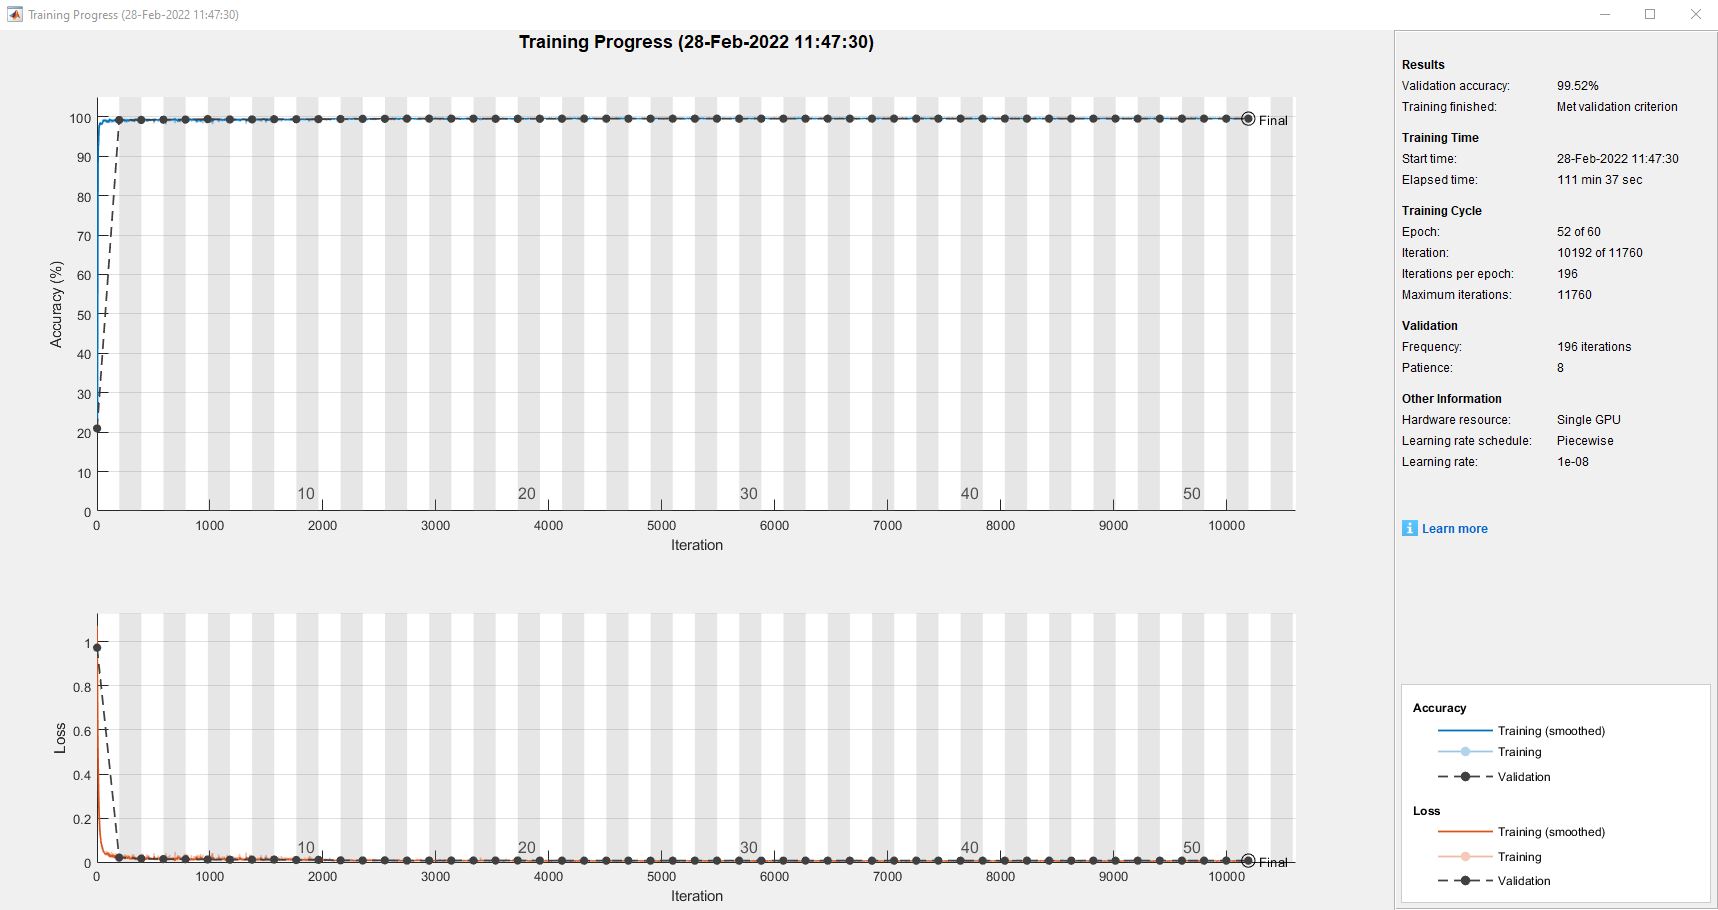 Training Progress (28-Feb-2022 11:47:30)
Training Progress (28-Feb-2022 11:47:30)
Accuracy (%)
100
90
80
70
60
50
40
30
20
10
0
Final
10 20 30 40 50
0 1000 2000 3000 4000 5000 6000 7000 8000 9000 10000
Iteration
Loss
1
0.8
0.6
0.4
0.2
0
10 20 30 40 50
Final
0 1000 2000 3000 4000 5000 6000 7000 8000 9000 10000
Iteration
Results
Validation accuracy: 99.52%
Training finished: Met validation criterion
Training Time
Start time: 28-Feb-2022 11:47:30
Elapsed time: 111 min 37 sec
Training Cycle
Epoch: 52 of 60
Iteration: 10192 of 11760
Iterations per epoch: 196
Maximum iterations: 11760
Validation
Frequency: 196 iterations
Patience: 8
Other Information
Hardware resource: Single GPU
Learning rate schedule: Piecewise
Learning rate: 1e-08
i Learn more
Accuracy
Training (smoothed)
Training
Validation
Loss
Training (smoothed)
Training
Validation